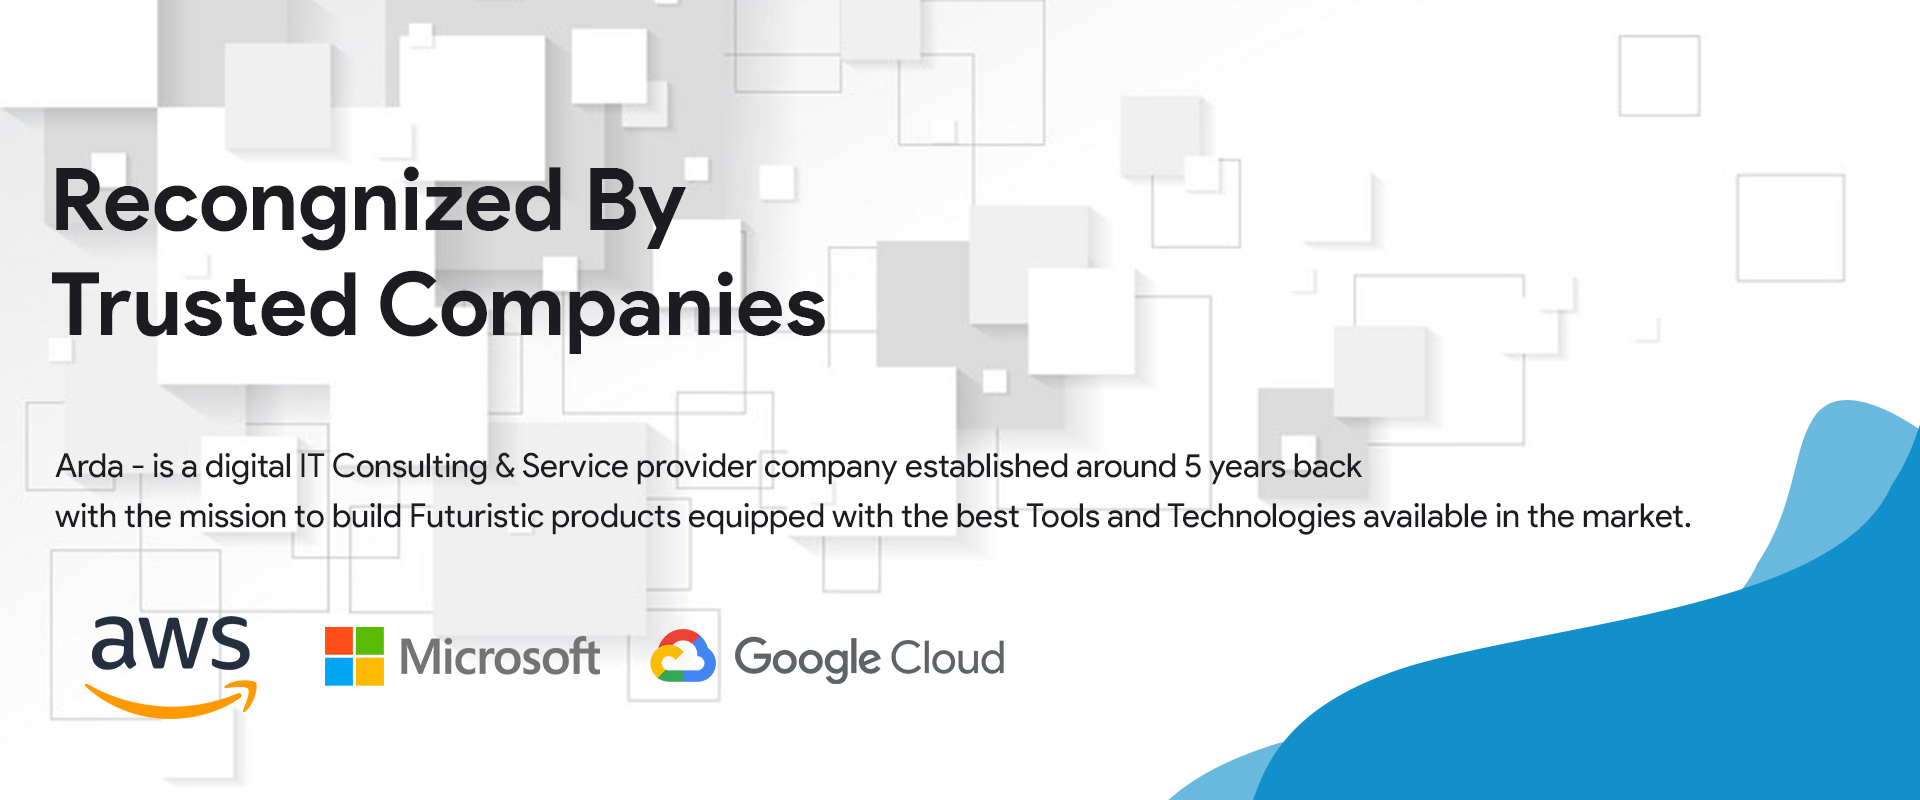 Recongnized By
Trusted Companies
Arda - is a digital IT Consulting & Service provider company established around 5 years back
with the mission to build Futuristic products equipped with the best Tools and Technologies available in the market.
aws Microsoft Google Cloud